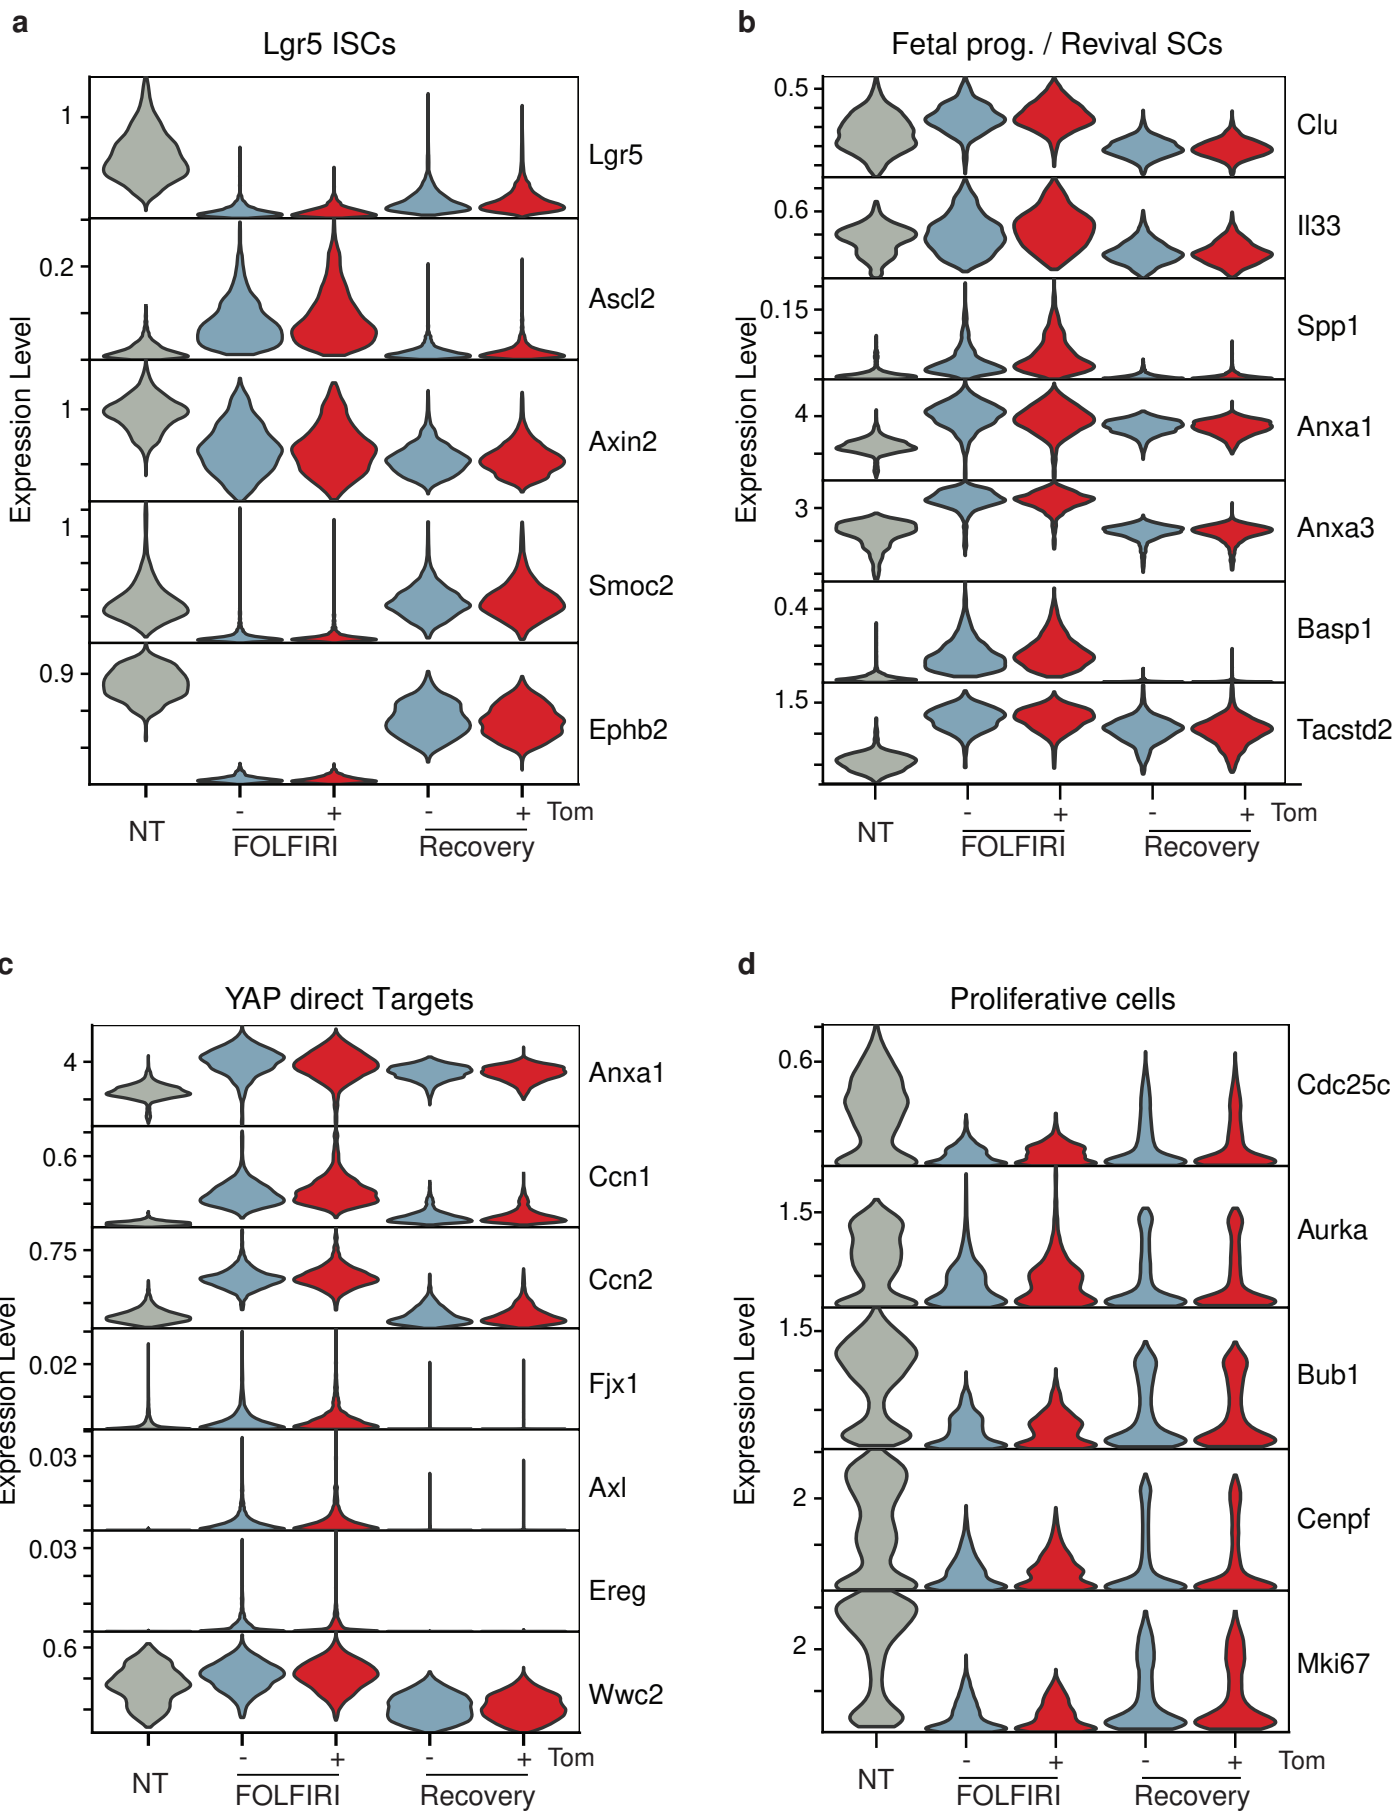 a
Lgr5 ISCs
Expression Level
1
Lgr5
0.2
Ascl2
1
Axin2
1
Smoc2
0.9
Ephb2
NT
- + - + Tom
FOLFIRI
Recovery
b
Fetal prog. / Revival SCs
Expression Level
0.5
Clu
0.6
Il33
0.15
Spp1
4
Anxa1
3
Anxa3
0.4
Basp1
1.5
Tacstd2
NT
- + - + Tom
FOLFIRI
Recovery
c
YAP direct Targets
Expression Level
4
Anxa1
0.6
Ccn1
0.75
Ccn2
0.02
Fjx1
0.03
Axl
0.03
Ereg
0.6
Wwc2
NT
- + - + Tom
FOLFIRI
Recovery
d
Proliferative cells
Expression Level
0.6
Cdc25c
1.5
Aurka
1.5
Bub1
2
Cenpf
2
Mki67
NT
- + - + Tom
FOLFIRI
Recovery